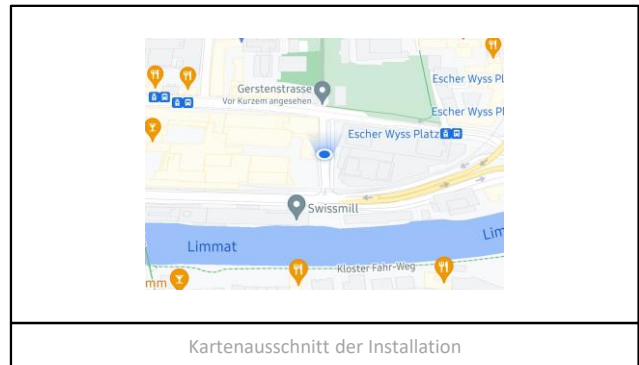 Gerstenstrasse
Vor Kurzem angesehen
Escher Wyss Pl
Escher Wyss P
Escher Wyss Platz
Swissmill
Limmat
Lim
Kloster Fahr-Weg
mm
Kartenausschnitt der Installation